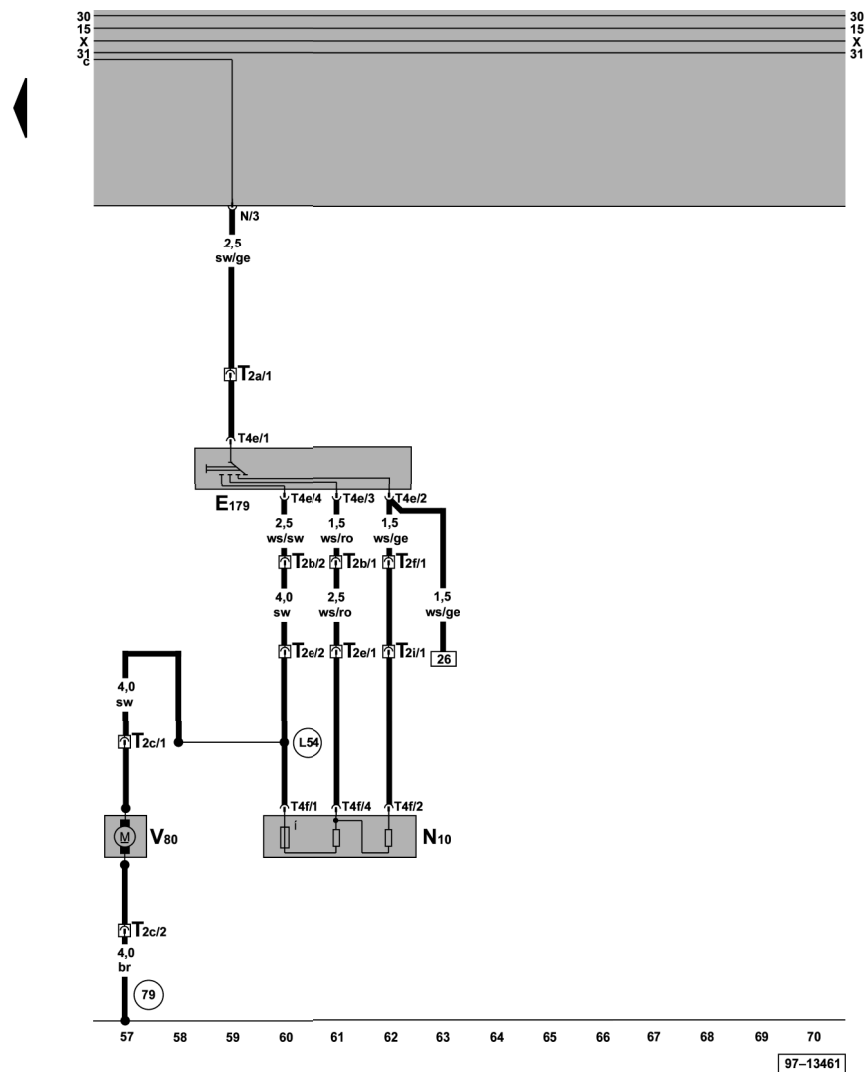 30 30
15 15
X X
31 31
c
N/3
2,5
sw/ge
T2a/1
T4e/1
E179
T4e/4 T4e/3 T4e/2
2,5 1,5 1,5
ws/sw ws/ro ws/ge
T2b/2 T2b/1 T2f/1
4,0 2,5 1,5
sw ws/ro ws/ge
T2e/2 T2e/1 T2i/1
26
4,0
sw
T2c/1
L54
T4f/1 T4f/4 T4f/2
í
M V80
N10
T2c/2
4,0
br
79
57 58 59 60 61 62 63 64 65 66 67 68 69 70
97–13461